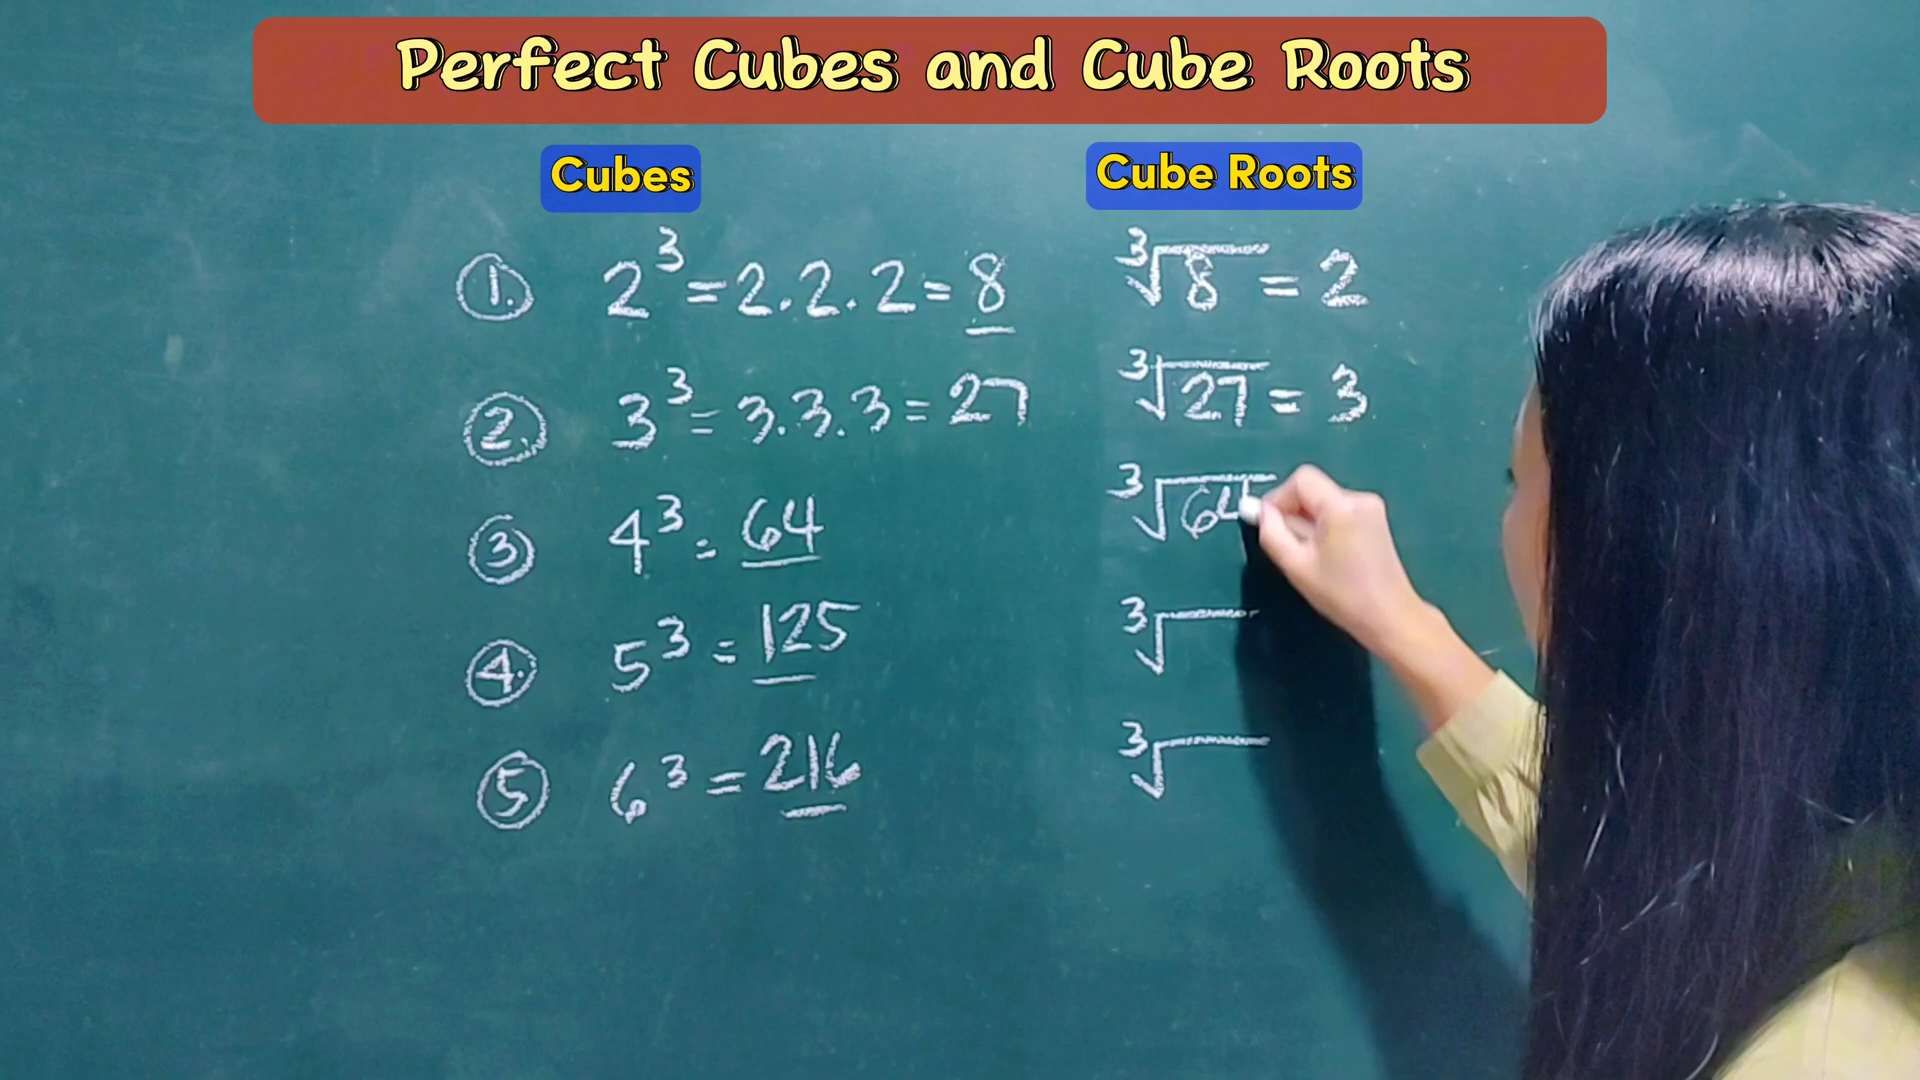 Perfect Cubes and Cube Roots
Cubes
Cube Roots
1. 2³ = 2.2.2 = 8
∛8 = 2
2. 3³ = 3.3.3 = 27
∛27 = 3
3 4³ = 64
∛64
4. 5³ = 125
∛
5 6³ = 216
∛